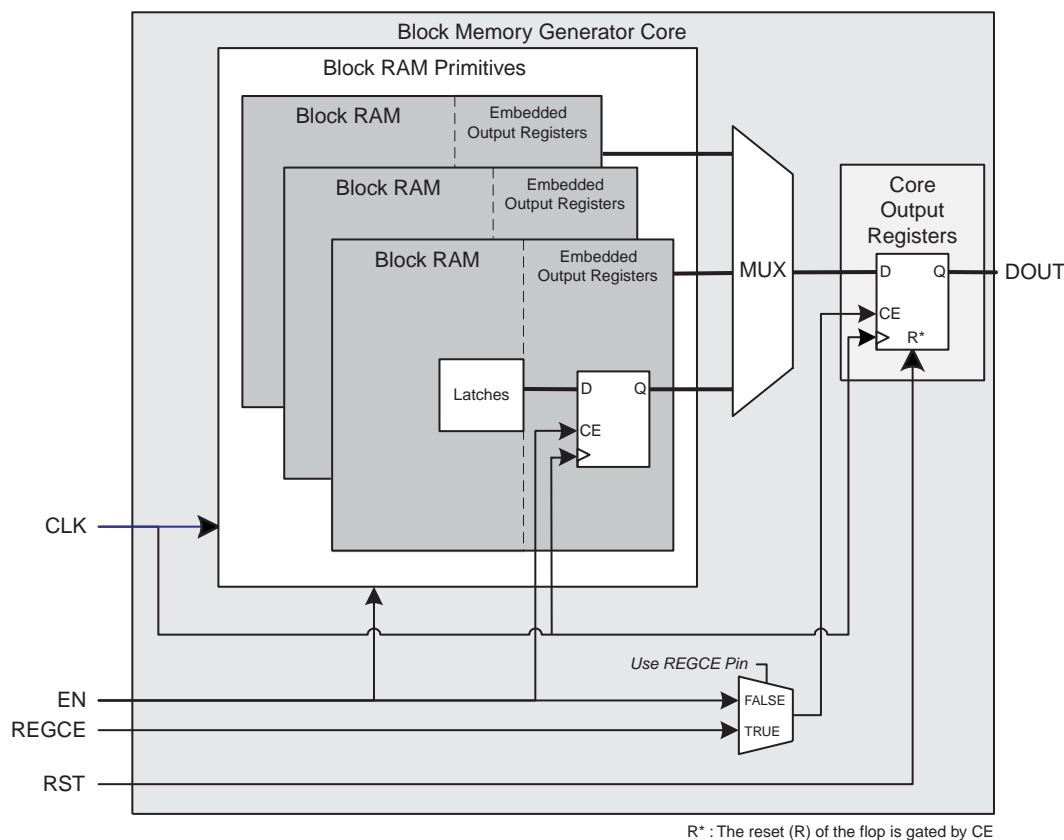 Block Memory Generator Core
Block RAM Primitives
Block RAM
Embedded
Output Registers
Block RAM
Embedded
Output Registers
Block RAM
Embedded
Output Registers
MUX
Core
Output
Registers
D
Q
CE
R*
DOUT
Latches
D
Q
CE
CLK
Use REGCE Pin
EN
FALSE
REGCE
TRUE
RST
R* : The reset (R) of the flop is gated by CE